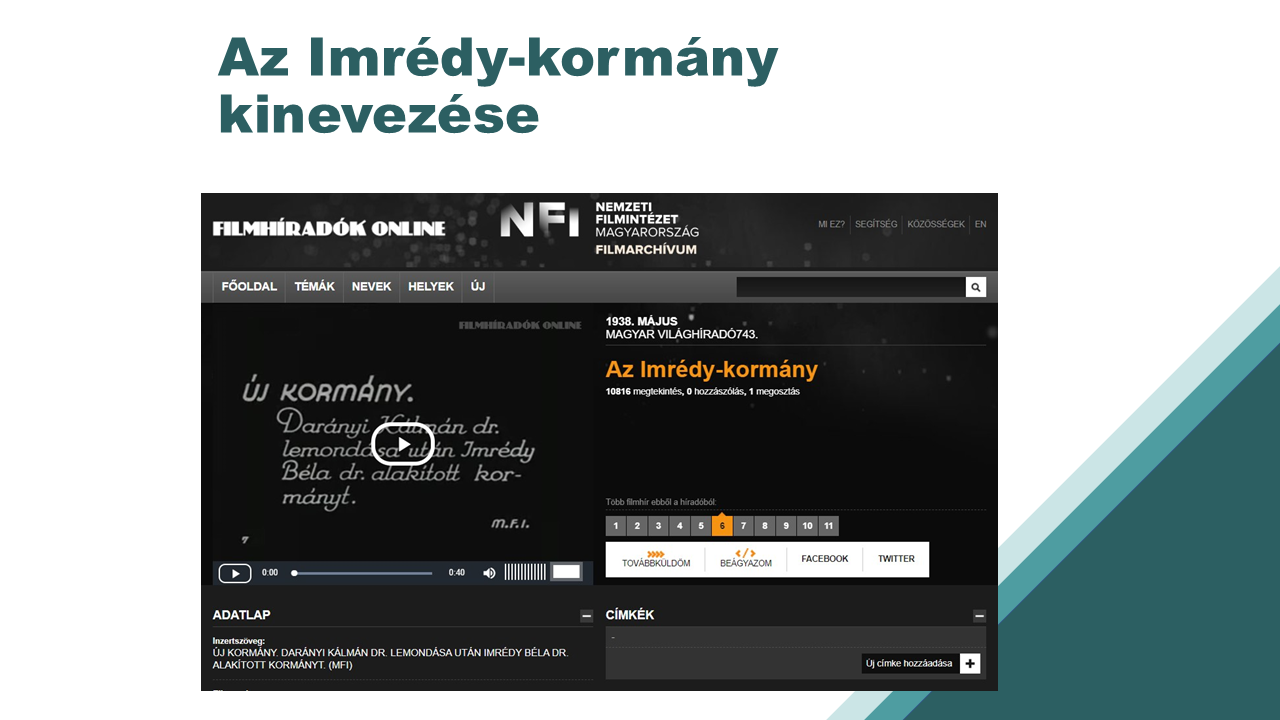 Az Imrédy-kormány
kinevezése
FILMHÍRADÓK ONLINE
NFI
NEMZETI
FILMINTÉZET
MAGYARORSZÁG
FILMARCHÍVUM
MI EZ? SEGÍTSÉG KÖZÖSSÉGEK EN
FŐOLDAL TÉMÁK NEVEK HELYEK ÚJ
FILMHÍRADÓK ONLINE
ÚJ KORMÁNY.
Darányi Kálmán dr.
lemondása után Imrédy
Béla dr. alakított kor-
mányt.
M.F.I.
7
0:00 0:40
1938. MÁJUS
MAGYAR VILÁGHÍRADÓ743.
Az Imrédy-kormány
10816 megtekintés, 0 hozzászólás, 1 megosztás
Több filmhír ebből a híradóból:
1 2 3 4 5 6 7 8 9 10 11
TOVÁBBKÜLDÖM BEÁGYAZOM FACEBOOK TWITTER
ADATLAP
Inzertszöveg:
ÚJ KORMÁNY. DARÁNYI KÁLMÁN DR. LEMONDÁSA UTÁN IMRÉDY BÉLA DR.
ALAKÍTOTT KORMÁNYT. (MFI)
CÍMKÉK
-
Új címke hozzáadása